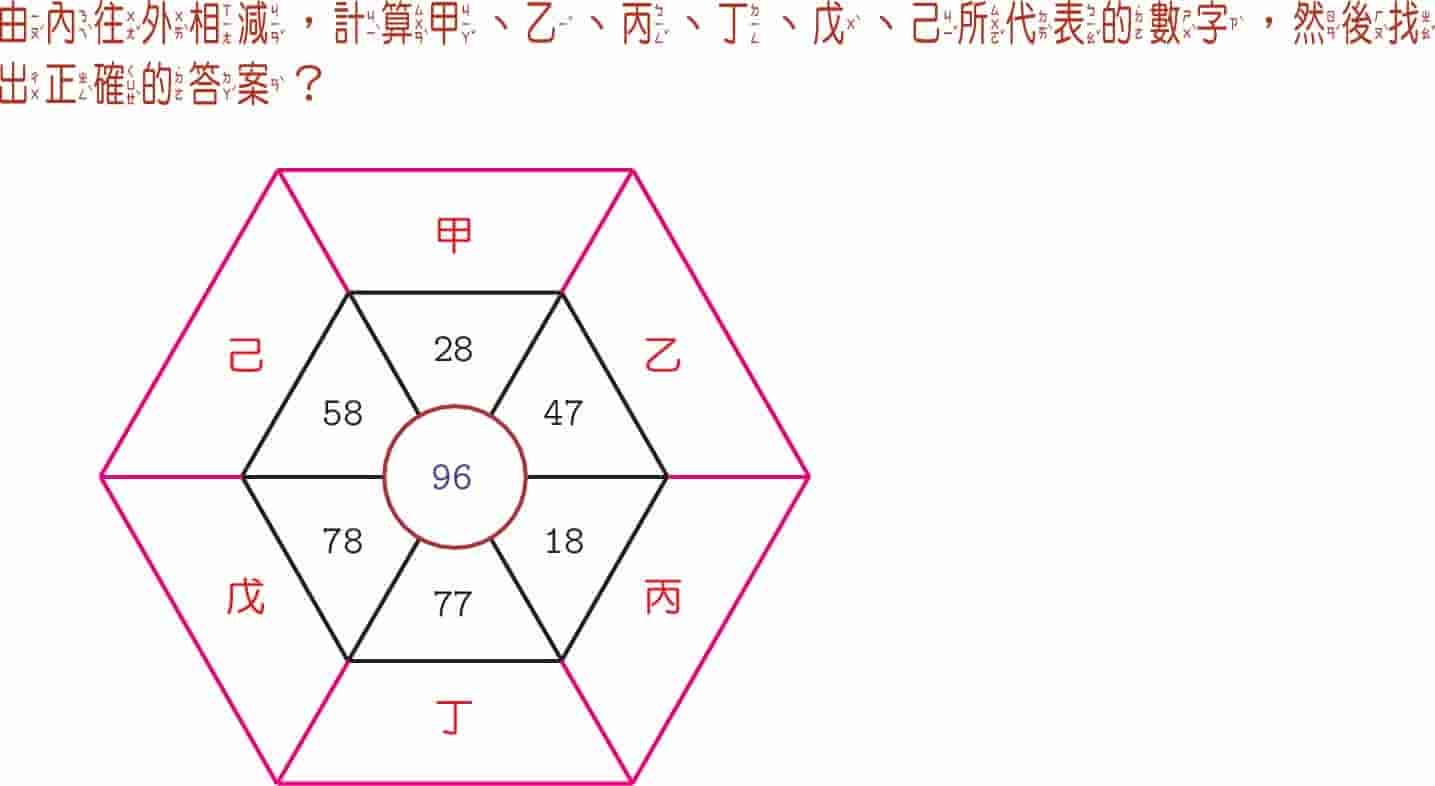 由內往外相減，計算甲、乙、丙、丁、戊、己所代表的數字，然後找
出正確的答案？
甲
28
己
乙
58
47
96
78
18
戊
丙
77
丁